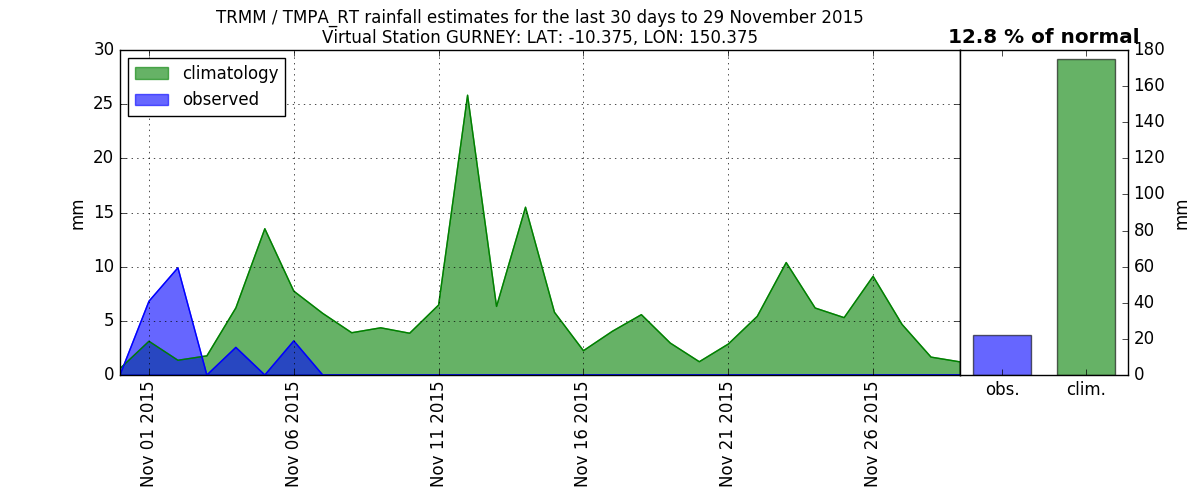 TRMM / TMPA_RT rainfall estimates for the last 30 days to 29 November 2015
Virtual Station GURNEY: LAT: -10.375, LON: 150.375
12.8 % of normal
climatology
observed
30
25
20
15
10
5
0
mm
Nov 01 2015
Nov 06 2015
Nov 11 2015
Nov 16 2015
Nov 21 2015
Nov 26 2015
180
160
140
120
100
80
60
40
20
0
mm
obs.
clim.